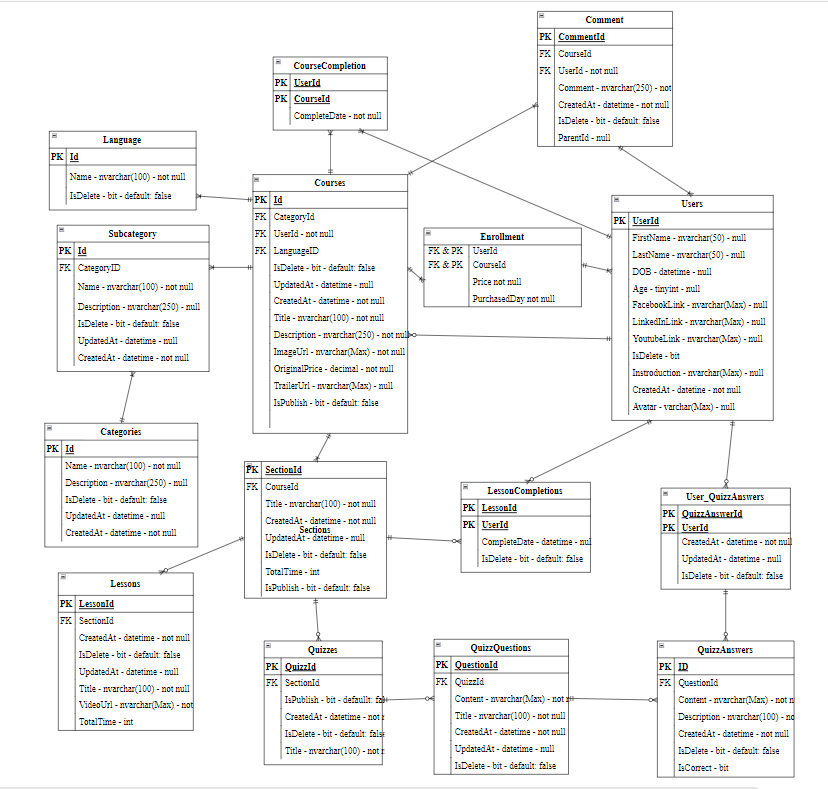 Comment
PK CommentId
FK CourseId
FK UserId - not null
Comment - nvarchar(250) - not
CreatedAt - datetime - not null
IsDelete - bit - default: false
ParentId - null
CourseCompletion
PK UserId
PK CourseId
CompleteDate - not null
Language
PK Id
Name - nvarchar(100) - not null
IsDelete - bit - default: false
Courses
PK Id
FK CategoryId
FK UserId - not null
FK LanguageID
IsDelete - bit - default: false
UpdatedAt - datetime - null
CreatedAt - datetime - not null
Title - nvarchar(100) - not null
Description - nvarchar(250) - not null
ImageUrl - nvarchar(Max) - not null
OriginalPrice - decimal - not null
TrailerUrl - nvarchar(Max) - null
IsPublish - bit - default: false
Users
PK UserId
FirstName - nvarchar(50) - null
LastName - nvarchar(50) - null
DOB - datetime - null
Age - tinyint - null
FacebookLink - nvarchar(Max) - null
LinkedInLink - nvarchar(Max) - null
YoutubeLink - nvarchar(Max) - null
IsDelete - bit
Instroduction - nvarchar(Max) - null
CreatedAt - datetine - not null
Avatar - varchar(Max) - null
Subcategory
PK Id
FK CategoryID
Name - nvarchar(100) - not null
Description - nvarchar(250) - null
IsDelete - bit - default: false
UpdatedAt - datetime - null
CreatedAt - datetime - not null
Enrollment
FK & PK UserId
FK & PK CourseId
Price not null
PurchasedDay not null
Categories
PK Id
Name - nvarchar(100) - not null
Description - nvarchar(250) - null
IsDelete - bit - default: false
UpdatedAt - datetime - null
CreatedAt - datetime - not null
PK SectionId
FK CourseId
Title - nvarchar(100) - not null
CreatedAt - datetime - not null
Sections
UpdatedAt - datetime - null
IsDelete - bit - default: false
TotalTime - int
IsPublish - bit - default: false
LessonCompletions
PK LessonId
PK UserId
CompleteDate - datetime - nul
IsDelete - bit - default: false
User_QuizzAnswers
PK QuizzAnswerId
PK UserId
CreatedAt - datetime - not null
UpdatedAt - datetime - null
IsDelete - bit - default: false
Lessons
PK LessonId
FK SectionId
CreatedAt - datetime - not null
IsDelete - bit - default: false
UpdatedAt - datetime - null
Title - nvarchar(100) - not null
VideoUrl - nvarchar(Max) - not
TotalTime - int
Quizzes
PK QuizzId
FK SectionId
IsPublish - bit - defaullt: fal
CreatedAt - datetime - not n
IsDelete - bit - default: fals
Title - nvarchar(100) - not n
QuizzQuestions
PK QuestionId
FK QuizzId
Content - nvarchar(Max) - not n
Title - nvarchar(100) - not null
CreatedAt - datetime - not null
UpdatedAt - datetime - null
IsDelete - bit - default: false
QuizzAnswers
PK ID
FK QuestionId
Content - nvarchar(Max) - not n
Description - nvarchar(100) - no
CreatedAt - datetime - not null
IsDelete - bit - default: false
IsCorrect - bit